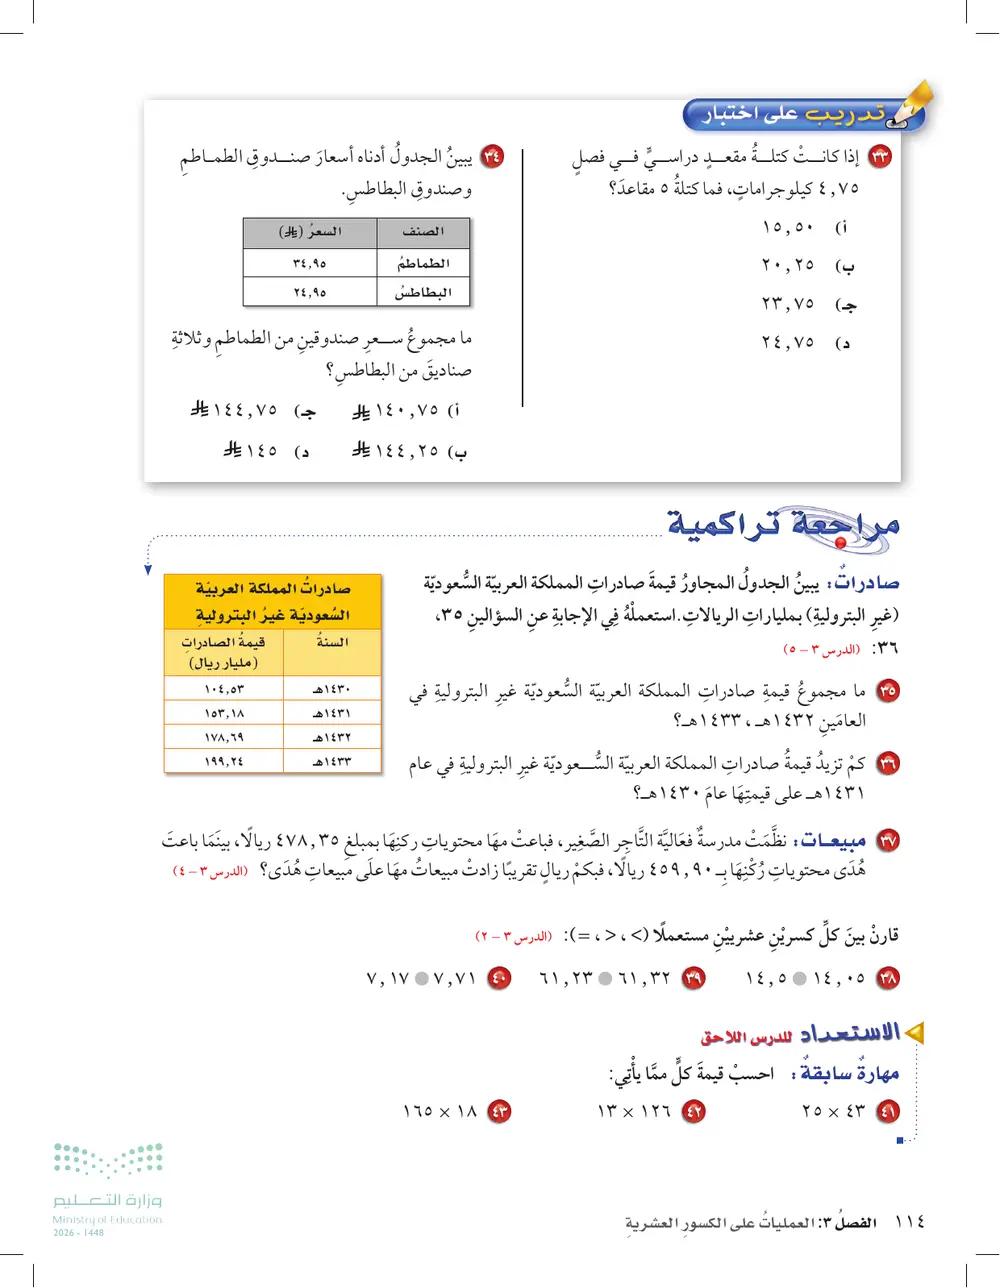 تدريب على اختبار
٣٣ إذا كانتْ كتلةُ مقعدٍ دراسيٍّ في فصلٍ
٤,٧٥ كيلوجراماتٍ، فما كتلةُ ٥ مقاعدَ؟
أ) ١٥,٥٠
ب) ٢٠,٢٥
جـ) ٢٣,٧٥
د) ٢٤,٧٥
٣٤ يبينُ الجدولُ أدناه أسعارَ صندوقِ الطماطمِ
وصندوقِ البطاطسِ.
الصنف السعرُ (⃁)
الطماطمُ ٣٤,٩٥
البطاطسُ ٢٤,٩٥
ما مجموعُ سعرِ صندوقينِ من الطماطمِ وثلاثةِ
صناديقَ من البطاطسِ؟
أ) ١٤٠,٧٥ ⃁ جـ) ١٤٤,٧٥ ⃁
ب) ١٤٤,٢٥ ⃁ د) ١٤٥ ⃁
مراجعة تراكمية
صادراتٌ: يبينُ الجدولُ المجاورُ قيمةَ صادراتِ المملكة العربيّة السُّعوديّة
(غيرِ البتروليةِ) بملياراتِ الريالاتِ. استعملْهُ في الإجابةِ عنِ السؤالينِ ٣٥،
٣٦: (الدرس ٣ – ٥)
صادراتُ المملكة العربيّة
السُعوديّة غيرُ البتروليةِ
السنةُ قيمةُ الصادراتِ
(مليار ريال)
١٤٣٠هـ ١٠٤,٥٣
١٤٣١هـ ١٥٣,١٨
١٤٣٢هـ ١٧٨,٦٩
١٤٣٣هـ ١٩٩,٢٤
٣٥ ما مجموعُ قيمةِ صادراتِ المملكة العربيّة السُّعوديّة غيرِ البتروليةِ في
العامَينِ ١٤٣٢هـ ، ١٤٣٣هـ؟
٣٦ كمْ تزيدُ قيمةُ صادراتِ المملكة العربيّة السُّعوديّة غيرِ البتروليةِ في عام
١٤٣١هـ على قيمتِهَا عامَ ١٤٣٠هـ؟
٣٧ مبيعـات: نظَّمَتْ مدرسةٌ فعَاليَّة التَّاجِر الصَّغِير، فباعتْ مهَا محتوياتِ ركنِهَا بمبلغِ ٤٧٨,٣٥ ريالًا، بينَمَا باعتَ
هُدَى محتوياتِ رُكْنِهَا بِـ ٤٥٩,٩٠ ريالًا، فبكمْ ريالٍ تقريبًا زادتْ مبيعاتُ مهَا علَى مَبيعاتِ هُدَى؟ (الدرس ٣ – ٤)
قارنْ بينَ كلِّ كسريْنِ عشرييْنِ مستعملًا (>، <، =): (الدرس ٣ – ٢)
٣٨ ١٤,٠٥ ● ١٤,٥ ٣٩ ٦١,٣٢ ● ٦١,٢٣ ٤٠ ٧,٧١ ● ٧,١٧
الاستعداد للدرس اللاحق
مهارةٌ سابقةٌ: احسبْ قيمةَ كلٍّ ممَّا يأْتِي:
٤١ ٤٣ × ٢٥ ٤٢ ١٢٦ × ١٣ ٤٣ ١٨ × ١٦٥
وزارة التعليم
Ministry of Education
2026 - 1448
١١٤ الفصلُ ٣: العملياتُ على الكسورِ العشريةِ